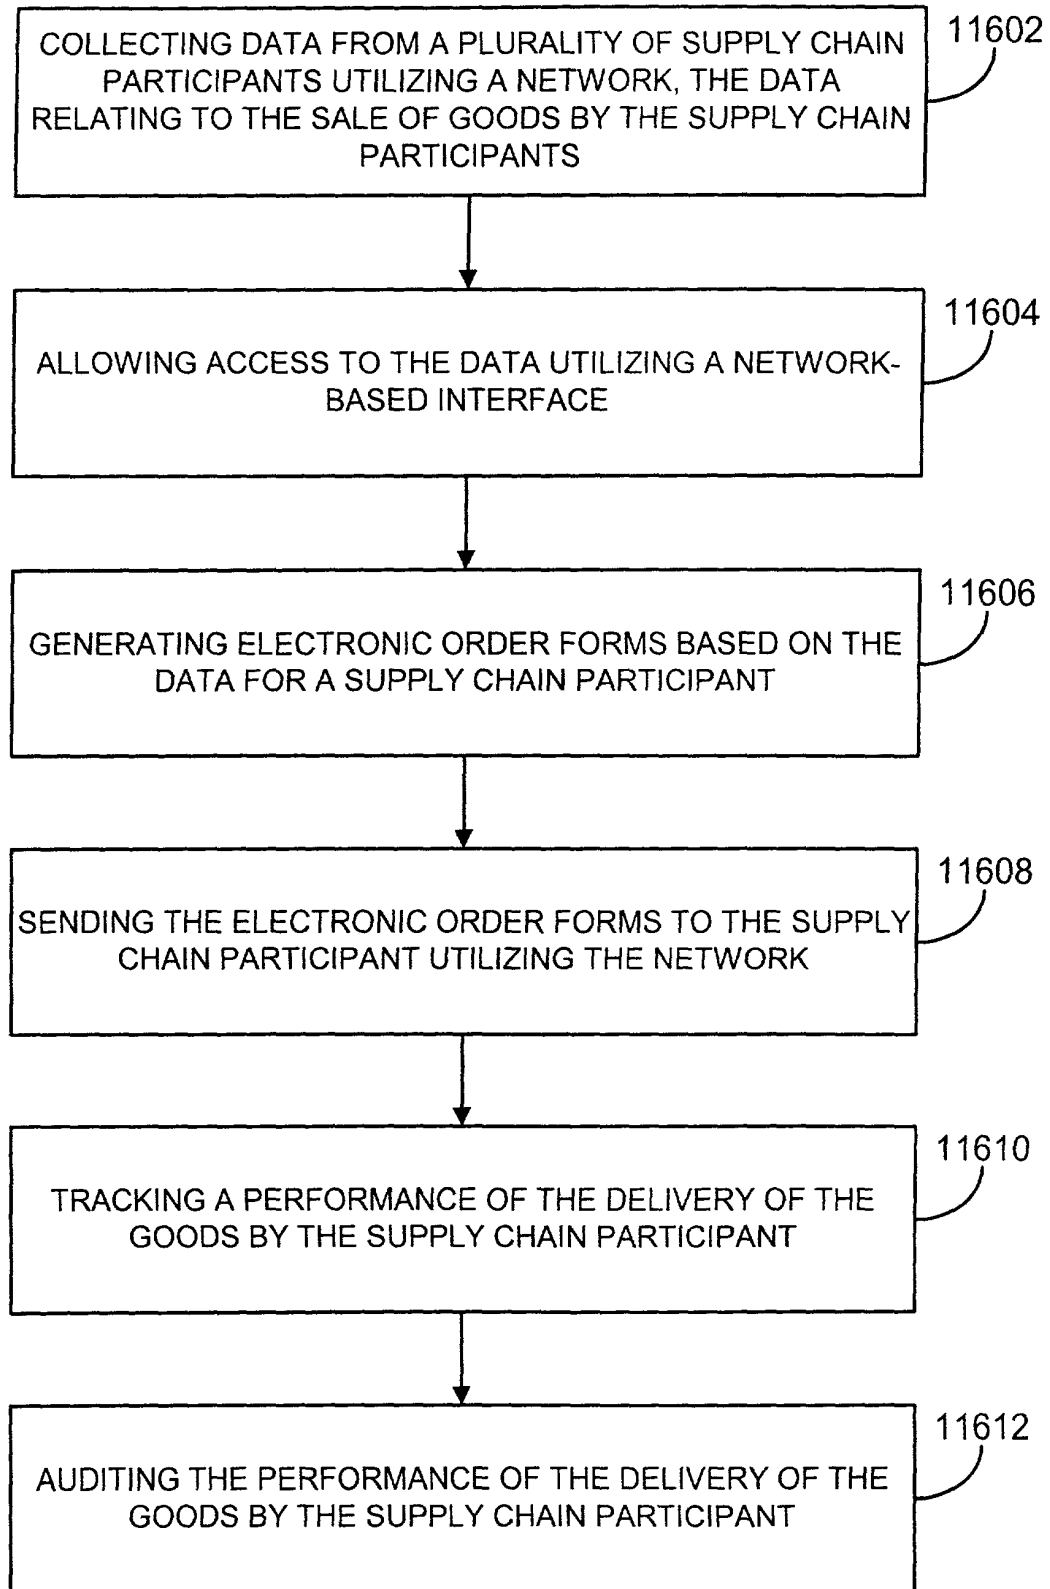 COLLECTING DATA FROM A PLURALITY OF SUPPLY CHAIN
PARTICIPANTS UTILIZING A NETWORK, THE DATA
RELATING TO THE SALE OF GOODS BY THE SUPPLY CHAIN
PARTICIPANTS
11602
ALLOWING ACCESS TO THE DATA UTILIZING A NETWORK-
BASED INTERFACE
11604
GENERATING ELECTRONIC ORDER FORMS BASED ON THE
DATA FOR A SUPPLY CHAIN PARTICIPANT
11606
SENDING THE ELECTRONIC ORDER FORMS TO THE SUPPLY
CHAIN PARTICIPANT UTILIZING THE NETWORK
11608
TRACKING A PERFORMANCE OF THE DELIVERY OF THE
GOODS BY THE SUPPLY CHAIN PARTICIPANT
11610
AUDITING THE PERFORMANCE OF THE DELIVERY OF THE
GOODS BY THE SUPPLY CHAIN PARTICIPANT
11612